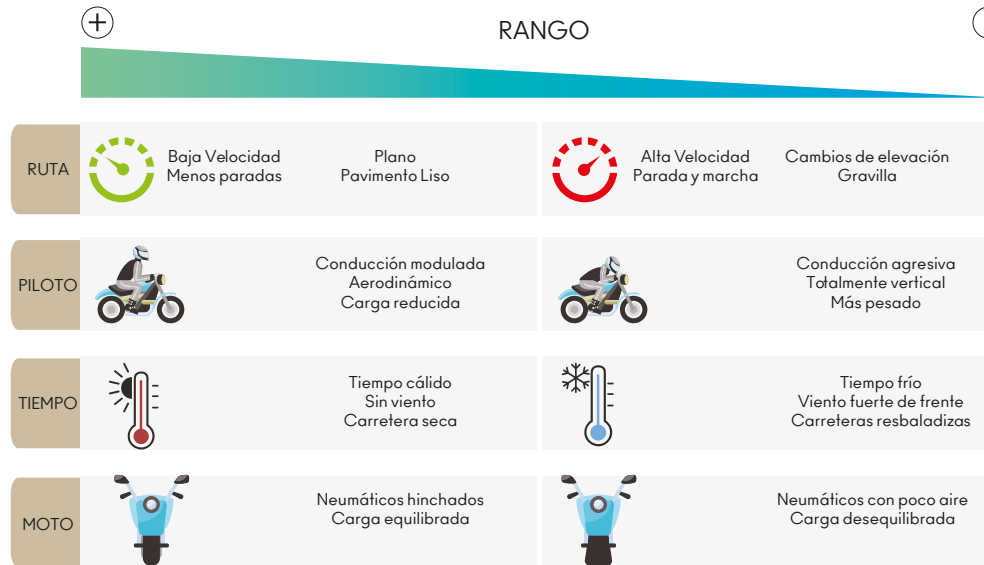 RANGO
RUTA
Baja Velocidad
Menos paradas
Plano
Pavimento Liso
Alta Velocidad
Parada y marcha
Cambios de elevación
Gravilla
PILOTO
Conducción modulada
Aerodinámico
Carga reducida
Conducción agresiva
Totalmente vertical
Más pesado
TIEMPO
Tiempo cálido
Sin viento
Carretera seca
Tiempo frío
Viento fuerte de frente
Carreteras resbaladizas
MOTO
Neumáticos hinchados
Carga equilibrada
Neumáticos con poco aire
Carga desequilibrada